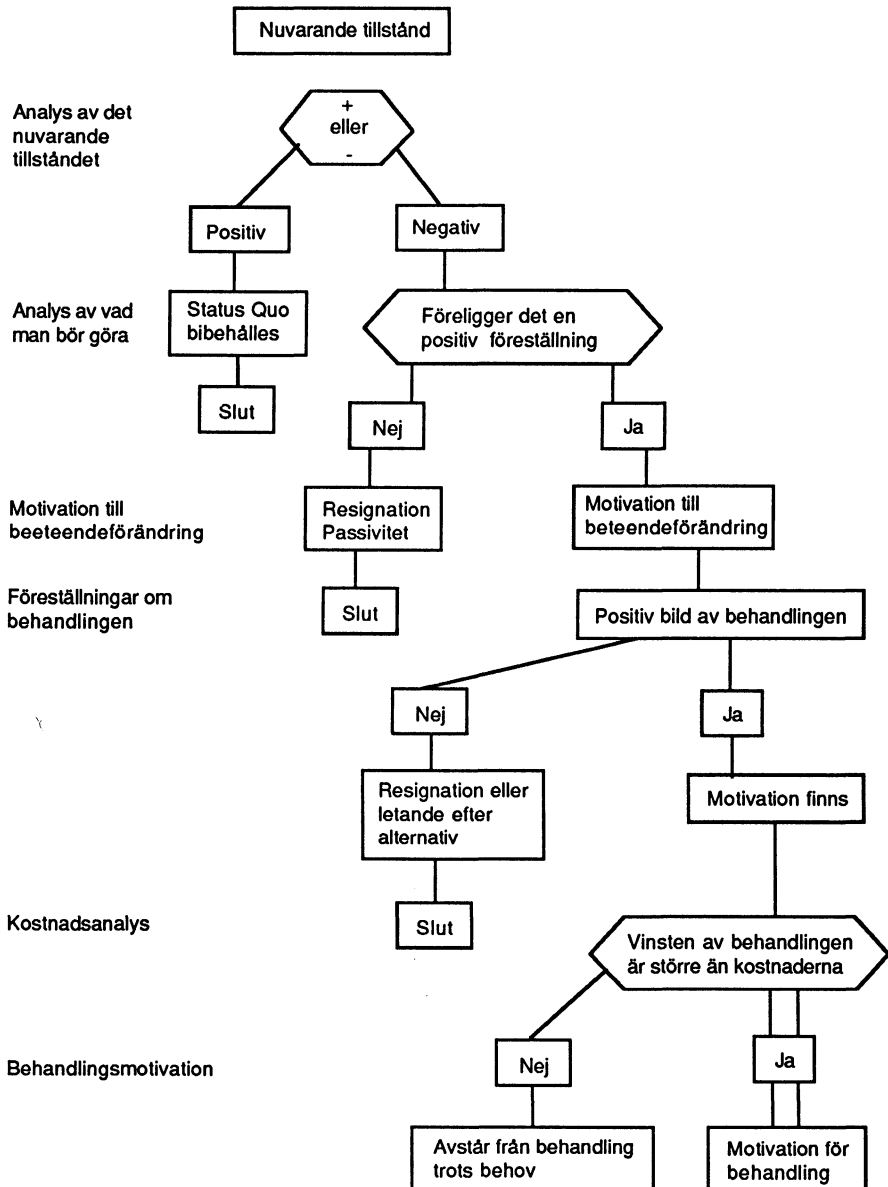 Nuvarande tillstånd
Analys av det
nuvarande
tillståndet
+
eller
-
Positiv
Negativ
Analys av vad
man bör göra
Status Quo
bibehålles
Föreligger det en
positiv föreställning
Slut
Nej
Ja
Motivation till
beeteendeförändring
Resignation
Passivitet
Motivation till
beteendeförändring
Föreställningar om
behandlingen
Slut
Positiv bild av behandlingen
Nej
Ja
Resignation eller
letande efter
alternativ
Motivation finns
Kostnadsanalys
Slut
Vinsten av behandlingen
är större än kostnaderna
Behandlingsmotivation
Nej
Ja
Avstår från behandling
trots behov
Motivation för
behandling